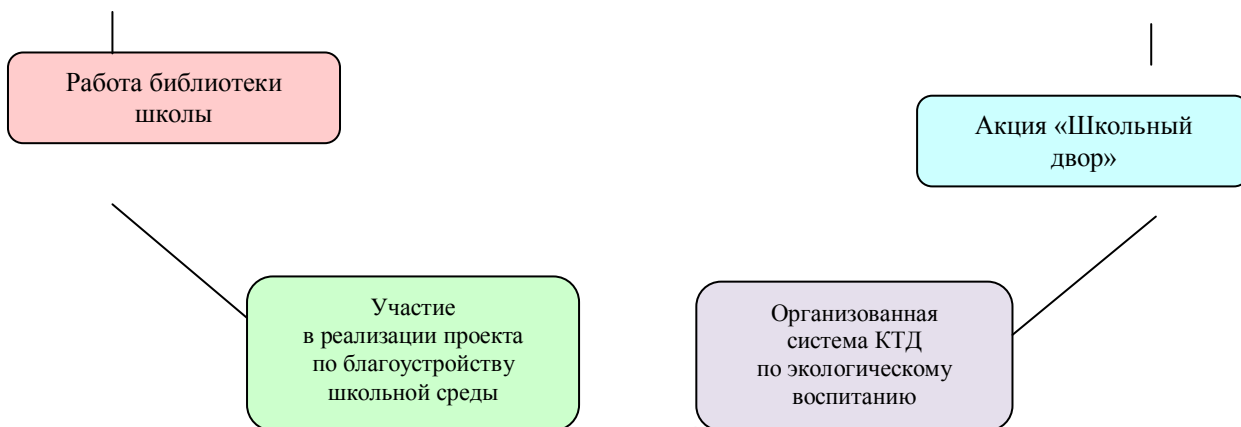 Работа библиотеки
школы
Акция «Школьный
двор»
Участие
в реализации проекта
по благоустройству
школьной среды
Организованная
система КТД
по экологическому
воспитанию